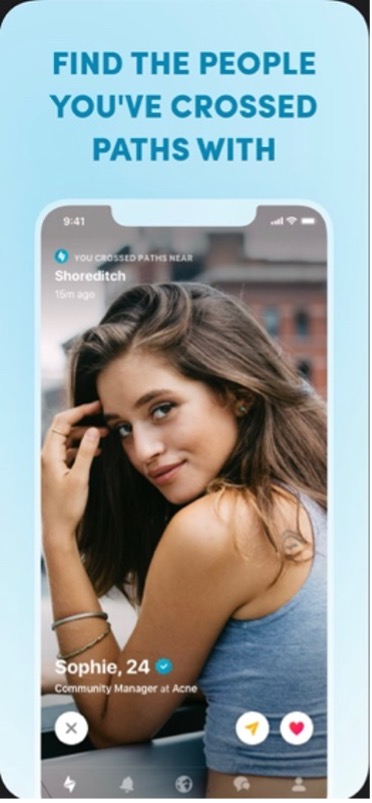 FIND THE PEOPLE
YOU'VE CROSSED
PATHS WITH
9:41
YOU CROSSED PATHS NEAR
Shoreditch
15m ago
Sophie, 24
Community Manager at Acne